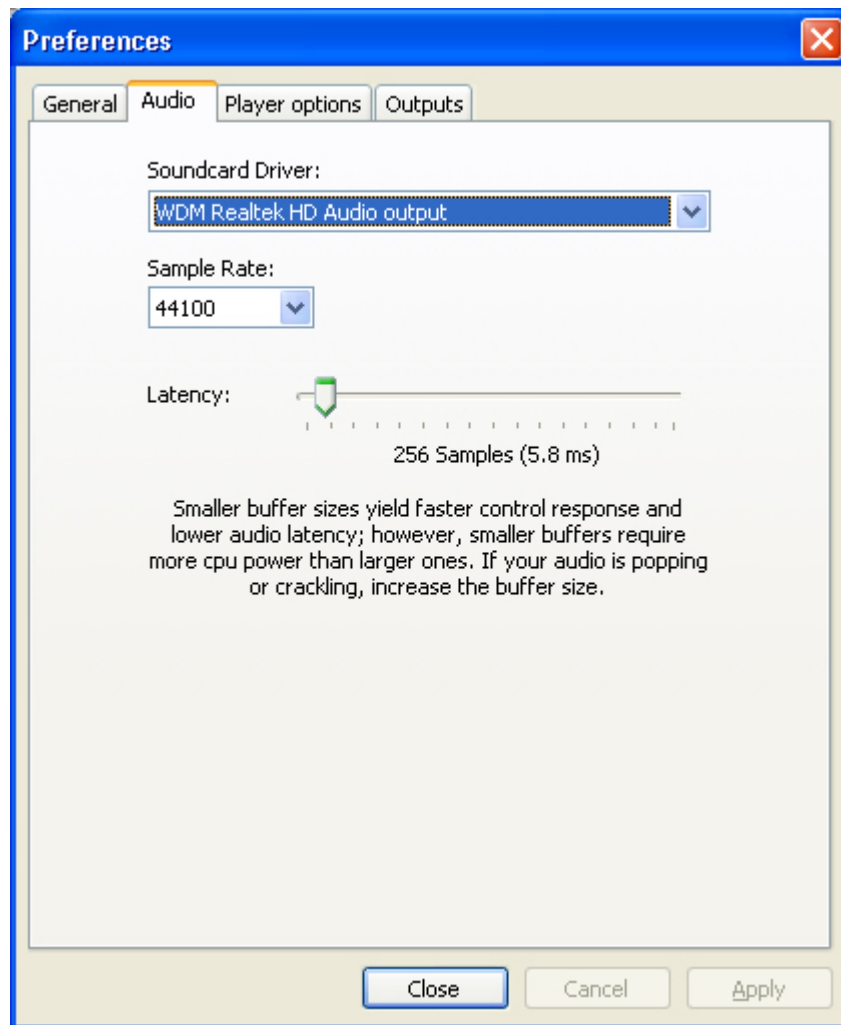 Preferences
General Audio Player options Outputs
Soundcard Driver:
WDM Realtek HD Audio output
Sample Rate:
44100
Latency:
256 Samples (5.8 ms)
Smaller buffer sizes yield faster control response and
lower audio latency; however, smaller buffers require
more cpu power than larger ones. If your audio is popping
or crackling, increase the buffer size.
Close Cancel Apply